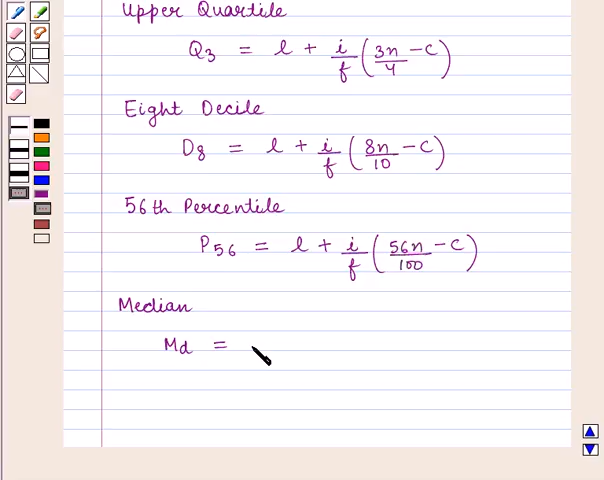 Upper Quartile
Q3 = l + i/f (3n/4 - C)
Eight Decile
D8 = l + i/f (8n/10 - C)
56th Percentile
P56 = l + i/f (56n/100 - C)
Median
Md =